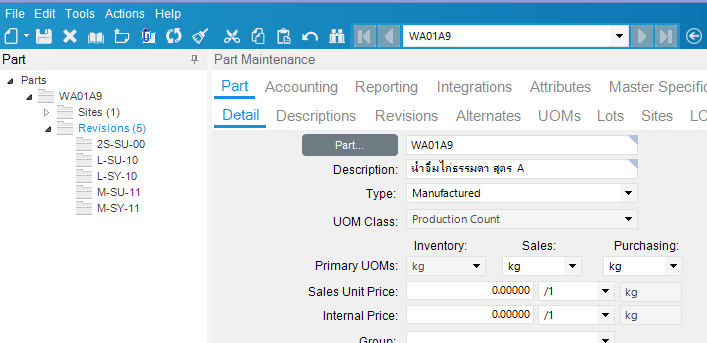 File Edit Tools Actions Help
WA01A9
Part
Parts
WA01A9
Sites (1)
Revisions (5)
2S-SU-00
L-SU-10
L-SY-10
M-SU-11
M-SY-11
Part Maintenance
Part Accounting Reporting Integrations Attributes Master Specific
Detail Descriptions Revisions Alternates UOMs Lots Sites LO
Part... WA01A9
Description: น้ำจิ้มไก่ธรรมดา สูตร A
Type: Manufactured
UOM Class: Production Count
Inventory: Sales: Purchasing:
Primary UOMs: kg kg kg
Sales Unit Price: 0.00000 /1 kg
Internal Price: 0.00000 /1 kg
Group: